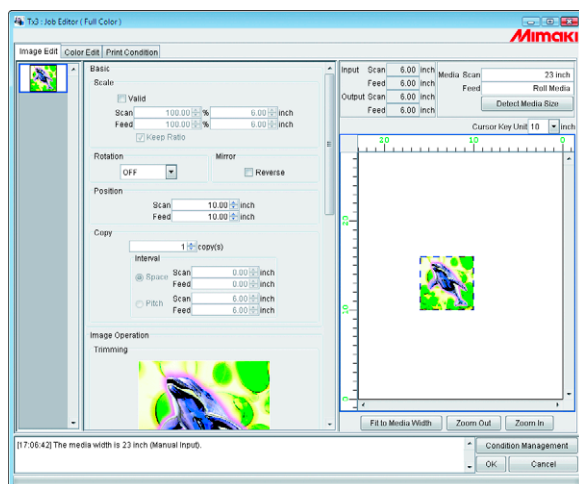 Tx3 : Job Editor ( Full Color )
Mimaki
Image Edit Color Edit Print Condition
Basic
Scale
Valid
Scan 100.00 % 6.00 inch
Feed 100.00 % 6.00 inch
Keep Ratio
Rotation Mirror
OFF Reverse
Position
Scan 10.00 inch
Feed 10.00 inch
Copy
1 copy(s)
Interval
Space Scan 0.00 inch
Feed 0.00 inch
Pitch Scan 6.00 inch
Feed 6.00 inch
Image Operation
Trimming
Input Scan 6.00 inch
Feed 6.00 inch
Output Scan 6.00 inch
Feed 6.00 inch
Media Scan 23 inch
Feed Roll Media
Detect Media Size
Cursor Key Unit 10 inch
20 10 0
20
10
0
Fit to Media Width Zoom Out Zoom In
[17:06:42] The media width is 23 inch (Manual Input).
Condition Management
OK Cancel